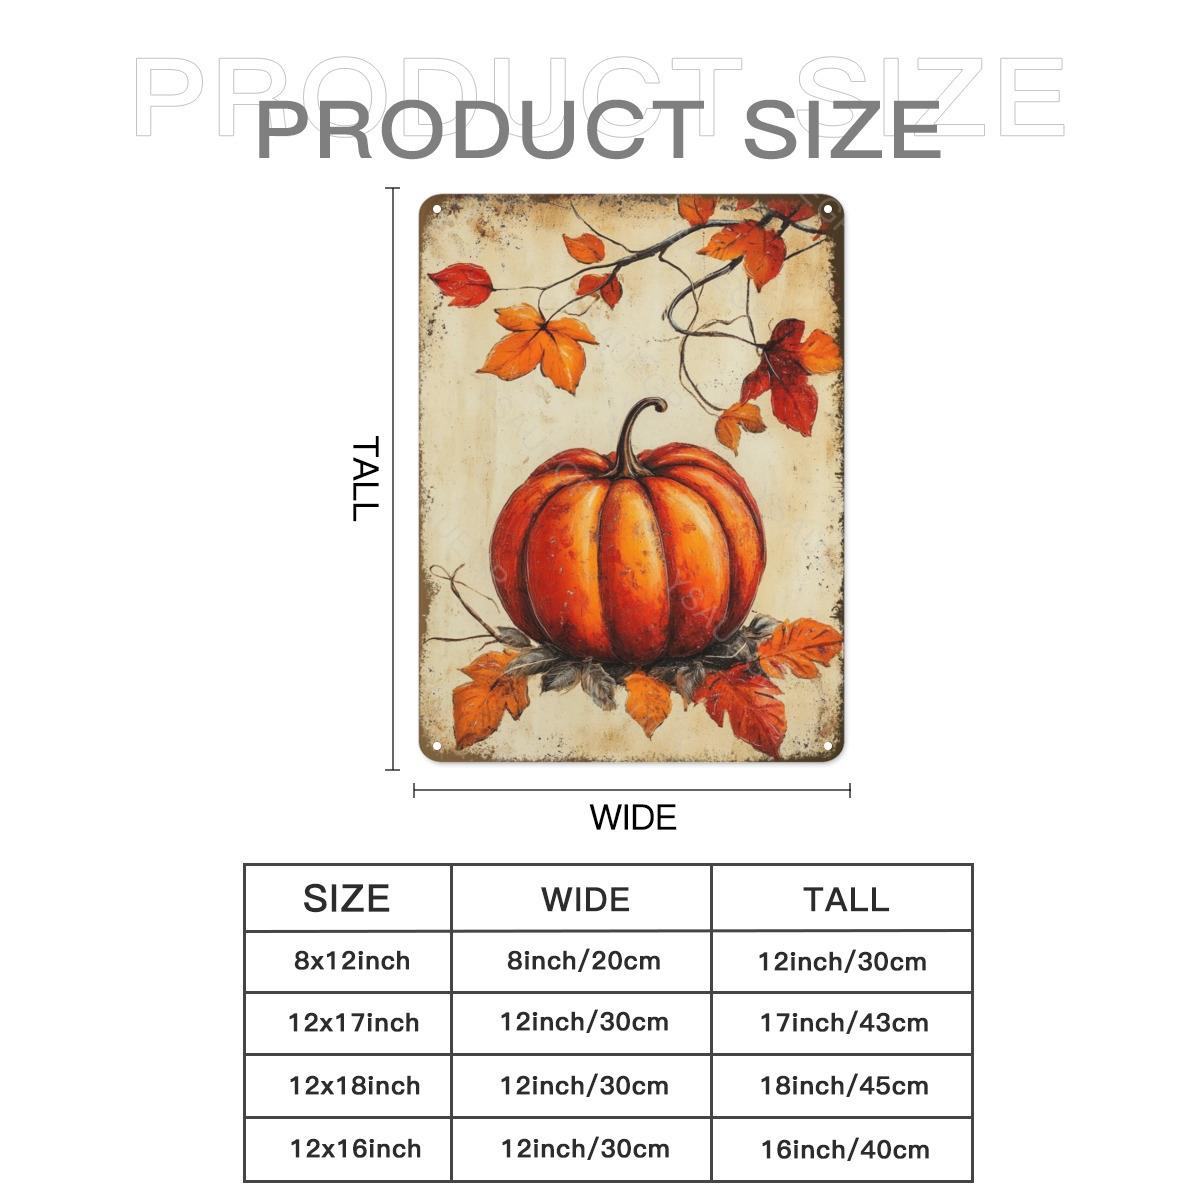 PRODUCT SIZE
PRODUCT SIZE
TALL
WIDE
SIZE WIDE TALL
8x12inch 8inch/20cm 12inch/30cm
12x17inch 12inch/30cm 17inch/43cm
12x18inch 12inch/30cm 18inch/45cm
12x16inch 12inch/30cm 16inch/40cm